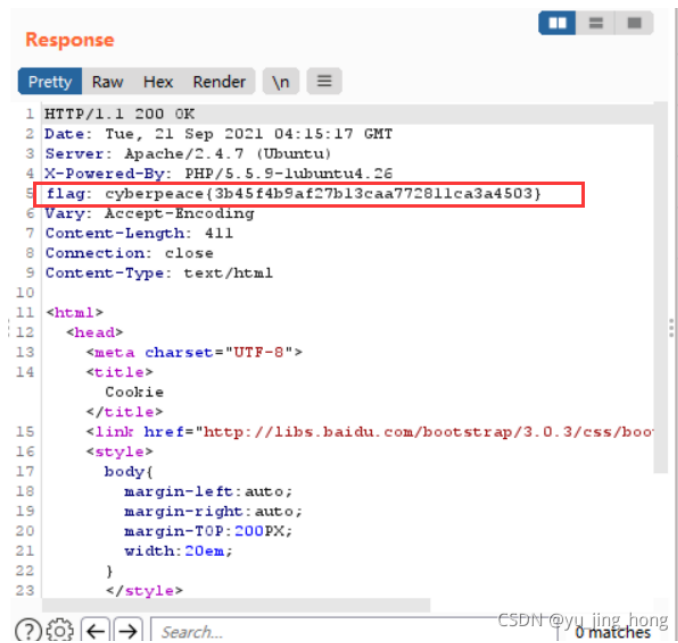 Response
Pretty Raw Hex Render \n
1 HTTP/1.1 200 OK
2 Date: Tue, 21 Sep 2021 04:15:17 GMT
3 Server: Apache/2.4.7 (Ubuntu)
4 X-Powered-By: PHP/5.5.9-1ubuntu4.26
5 flag: cyberpeace{3b45f4b9af27b13caa772811ca3a4503}
6 Vary: Accept-Encoding
7 Content-Length: 411
8 Connection: close
9 Content-Type: text/html
10
11 <html>
12 <head>
13 <meta charset="UTF-8">
14 <title>
Cookie
</title>
15 <link href="http://libs.baidu.com/bootstrap/3.0.3/css/boo
16 <style>
17 body{
18 margin-left:auto;
19 margin-right:auto;
20 margin-TOP:200PX;
21 width:20em;
22 }
23 </style>
Search... 0 matches
CSDN @yu_jing_hong